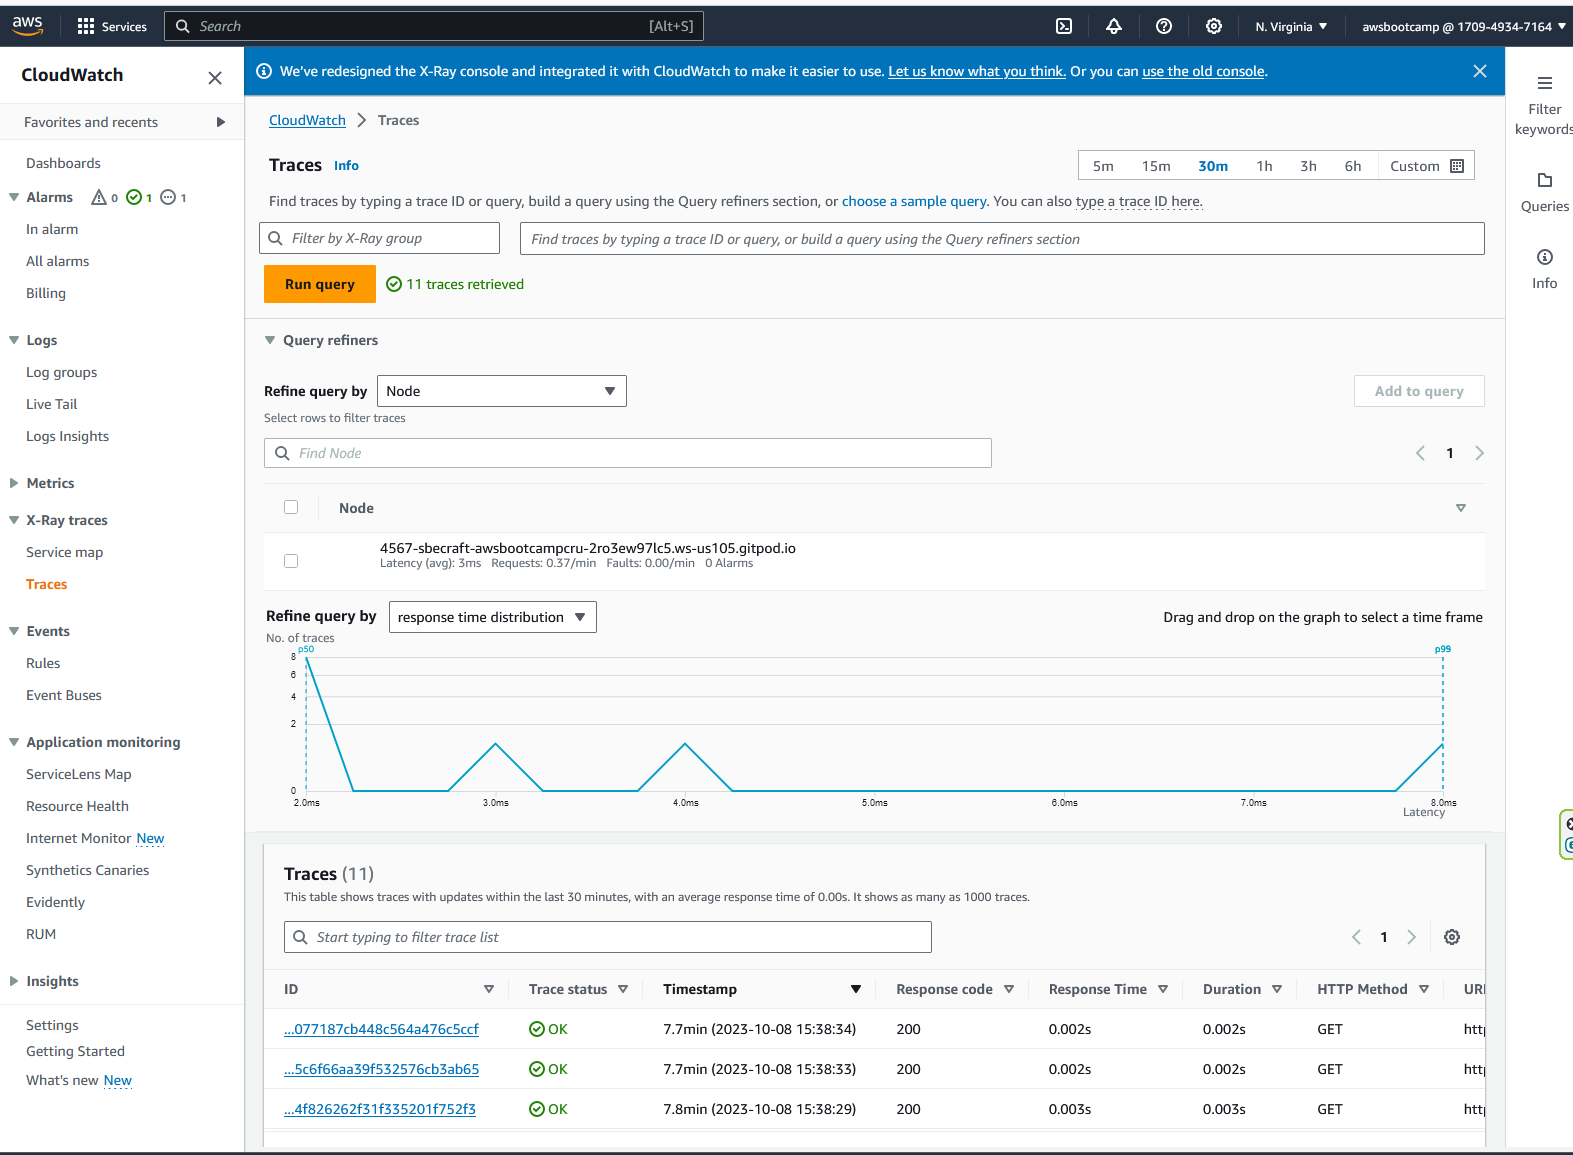 aws Services Search [Alt+S] N. Virginia awsbootcamp @ 1709-4934-7164
CloudWatch
Favorites and recents
Dashboards
Alarms 0 1 1
In alarm
All alarms
Billing
Logs
Log groups
Live Tail
Logs Insights
Metrics
X-Ray traces
Service map
Traces
Events
Rules
Event Buses
Application monitoring
ServiceLens Map
Resource Health
Internet Monitor New
Synthetic Canaries
Evidently
RUM
Insights
Settings
Getting Started
What's new New
We've redesigned the X-Ray console and integrated it with CloudWatch to make it easier to use. Let us know what you think. Or you can use the old console.
CloudWatch Traces
Traces Info
5m 15m 30m 1h 3h 6h Custom
Find traces by typing a trace ID or query, build a query using the Query refiners section, or choose a sample query. You can also type a trace ID here.
Filter by X-Ray group
Find traces by typing a trace ID or query, or build a query using the Query refiners section
Run query 11 traces retrieved
Query refiners
Refine query by Node Add to query
Select rows to filter traces
Find Node 1
Node
4567-sbecraft-awsbootcampcru-2ro3ew97lc5.ws-us105.gitpod.io
Latency (avg): 3ms Requests: 0.37/min Faults: 0.00/min 0 Alarms
Refine query by response time distribution Drag and drop on the graph to select a time frame
No. of traces
p50 p99
8
6
4
2
0
2.0ms 3.0ms 4.0ms 5.0ms 6.0ms 7.0ms 8.0ms
Latency
Traces (11)
This table shows traces with updates within the last 30 minutes, with an average response time of 0.00s. It shows as many as 1000 traces.
Start typing to filter trace list 1
ID Trace status Timestamp Response code Response Time Duration HTTP Method
...077187cb448c564a476c5ccf OK 7.7min (2023-10-08 15:38:34) 200 0.002s 0.002s GET
...5c6f66aa39f532576cb3ab65 OK 7.7min (2023-10-08 15:38:33) 200 0.002s 0.002s GET
...4f826262f31f335201f752f3 OK 7.8min (2023-10-08 15:38:29) 200 0.003s 0.003s GET
Filter
keywords
Queries
Info